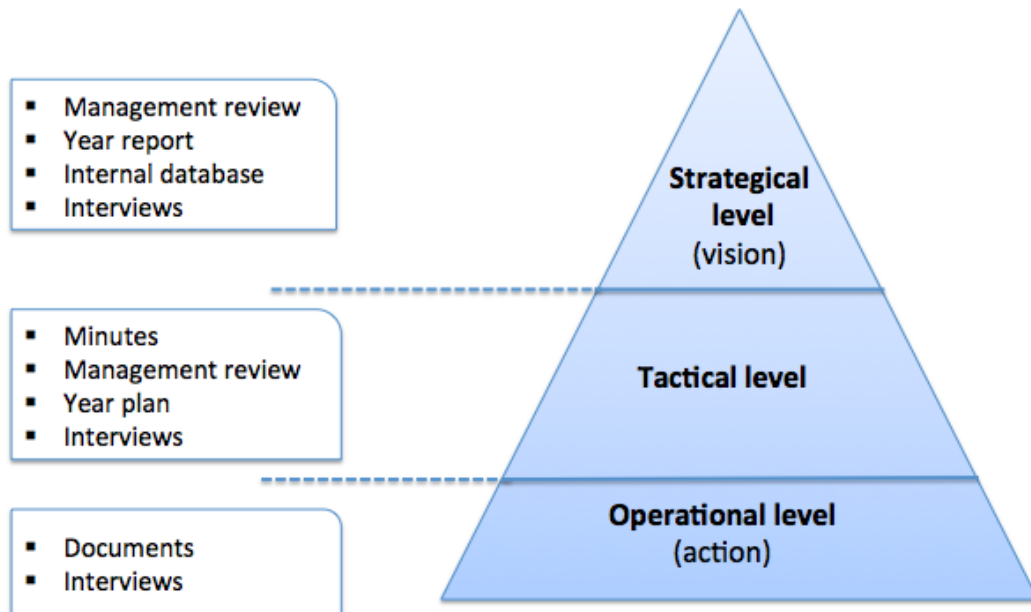 ▪ Management review
▪ Year report
▪ Internal database
▪ Interviews
Strategical
level
(vision)
▪ Minutes
▪ Management review
▪ Year plan
▪ Interviews
Tactical level
▪ Documents
▪ Interviews
Operational level
(action)